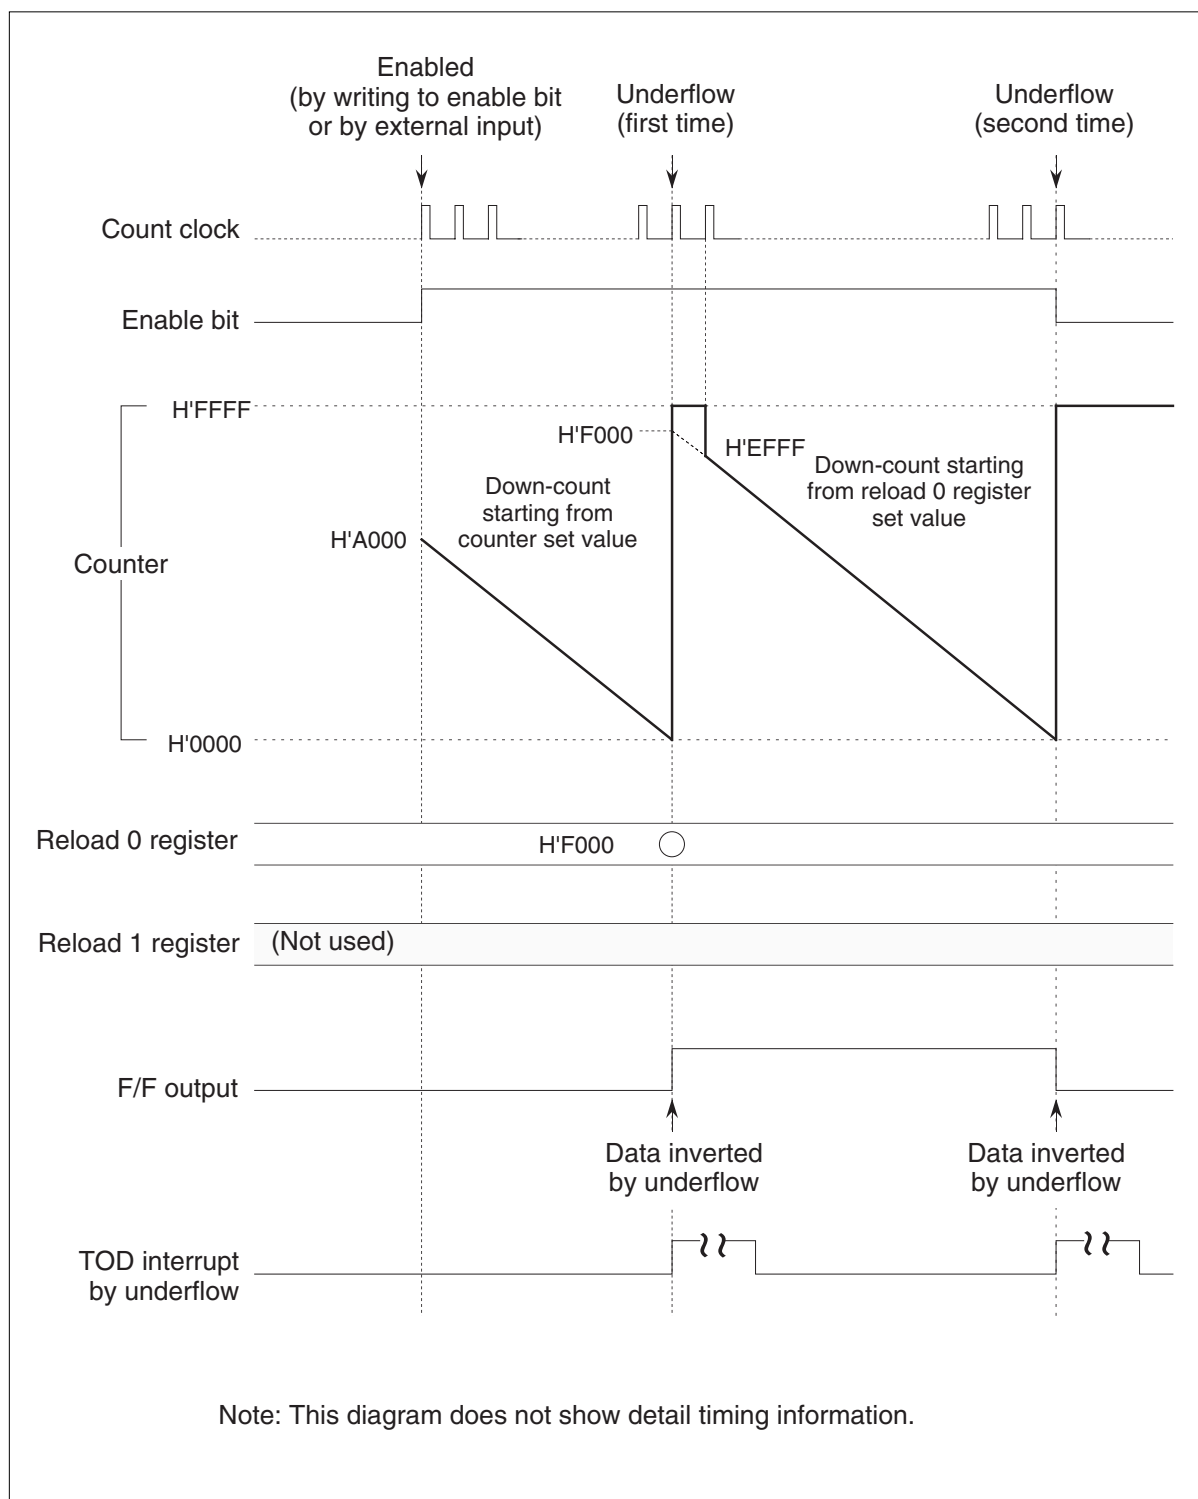 Enabled
(by writing to enable bit
or by external input)
Underflow
(first time)
Underflow
(second time)
Count clock
Enable bit
H'FFFF
H'F000
H'EFFF
Down-count starting
from reload 0 register
set value
Down-count
starting from
counter set value
H'A000
Counter
H'0000
Reload 0 register
H'F000
Reload 1 register
(Not used)
F/F output
Data inverted
by underflow
Data inverted
by underflow
TOD interrupt
by underflow
Note: This diagram does not show detail timing information.